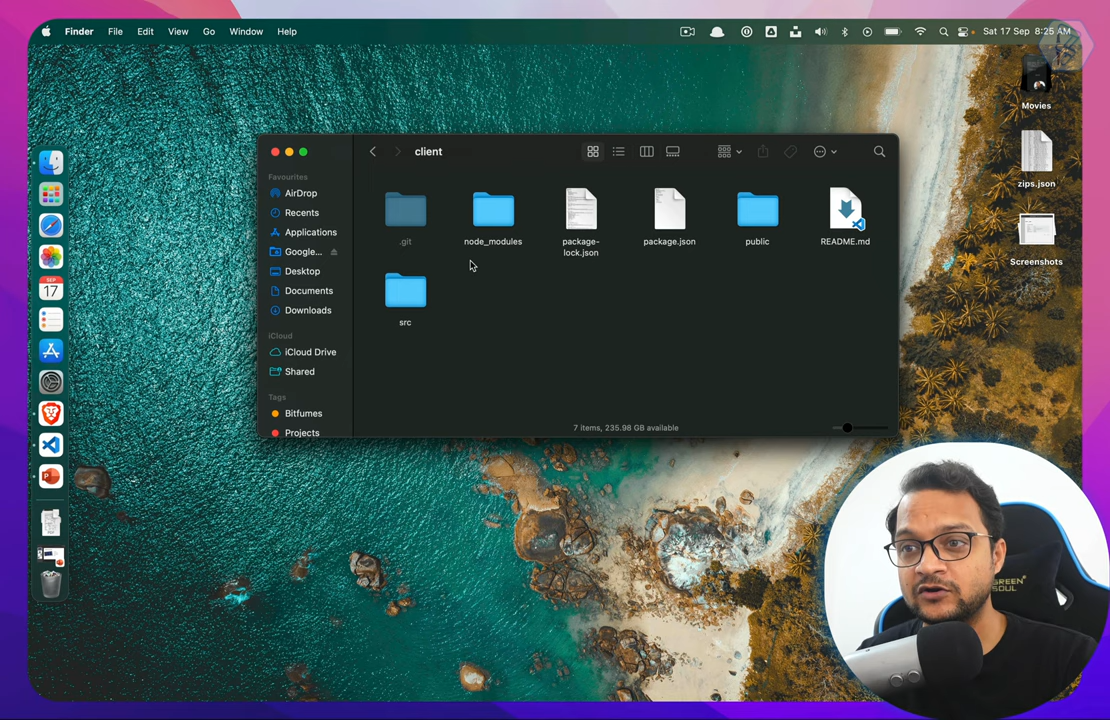 Finder File Edit View Go Window Help
Sat 17 Sep 8:25 AM
Movies
zips.json
Screenshots
client
Favourites
AirDrop
Recents
Applications
Google...
Desktop
Documents
Downloads
iCloud
iCloud Drive
Shared
Tags
Bitfumes
Projects
.git
node_modules
package-
lock.json
package.json
public
README.md
src
7 items, 235.98 GB available
SEP
17
GREEN
SOUL